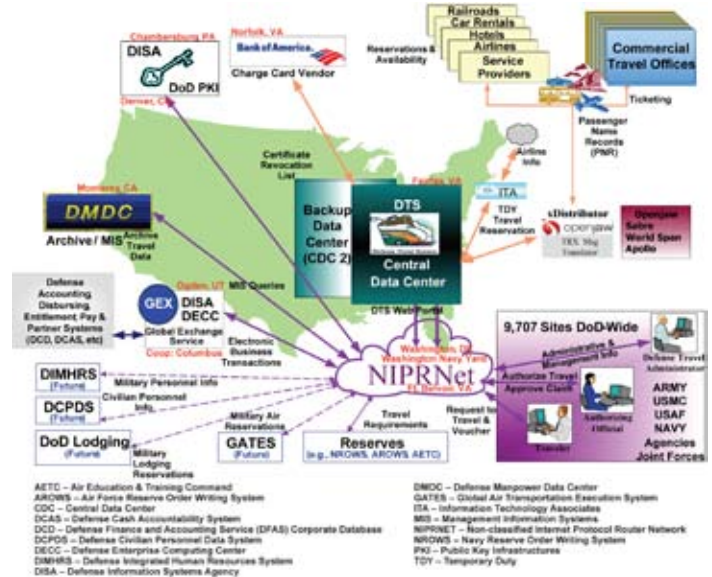 Chambersburg, PA
DISA
DoD PKI
Denver, CO
Norfolk, VA
Bank of America
Charge Card Vendor
Reservations &
Availability
Railroads
Car Rentals
Hotels
Airlines
Service
Providers
Commercial
Travel Offices
Ticketing
Passenger
Name
Records
(PNR)
Airline
Info
Certificate
Revocation
List
Fairfax, VA
Monterey, CA
DMDC
Archive / MIS
Archive
Travel
Data
Backup
Data
Center
(CDC 2)
DTS
Central
Data Center
ITA
TDY
Travel
Reservation
xDistributor
openjaw
TRX Msg
Translator
Openjaw
Sabre
World Span
Apollo
Defense
Accounting,
Disbursing,
Entitlement, Pay &
Partner Systems
(DCD, DCAS, etc)
Ogden, UT
MIS Queries
GEX
DISA
DECC
Global Exchange
Service
Coop: Columbus
Electronic
Business
Transactions
DTS Web Portal
Washington, DC
Washington Navy Yard
NIPRNet
Ft. Belvoir, VA
9,707 Sites DoD-Wide
Administrative &
Management Info
Defense Travel
Administrator
Authorize Travel
Approve Claim
Authorizing
Official
Traveler
ARMY
USMC
USAF
NAVY
Agencies
Joint Forces
Request for
Travel &
Voucher
DIMHRS
(Future)
Military Personnel Info
DCPDS
(Future)
Civilian Personnel
Info
DoD Lodging
(Future)
Military
Lodging
Reservations
Military Air
Reservations
GATES
(Future)
Travel
Requirements
Reserves
(e.g., NROWS, AROWS, AETC)
AETC – Air Education & Training Command
AROWS – Air Force Reserve Order Writing System
CDC – Central Data Center
DCAS – Defense Cash Accountability System
DCD – Defense Finance and Accounting Service (DFAS) Corporate Database
DCPDS – Defense Civilian Personnel Data System
DECC – Defense Enterprise Computing Center
DIMHRS – Defense Integrated Human Resources System
DISA – Defense Information Systems Agency
DMDC – Defense Manpower Data Center
GATES – Global Air Transportation Execution System
ITA – Information Technology Associates
MIS – Management Information Systems
NIPRNET – Non-classified Internet Protocol Router Network
NROWS – Navy Reserve Order Writing System
PKI – Public Key Infrastructures
TDY – Temporary Duty